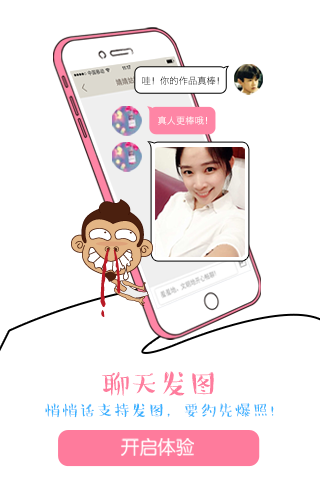 哇！你的作品真棒！
真人更棒哦！
聊天发图
悄悄话支持发图，要约先爆照！
开启体验